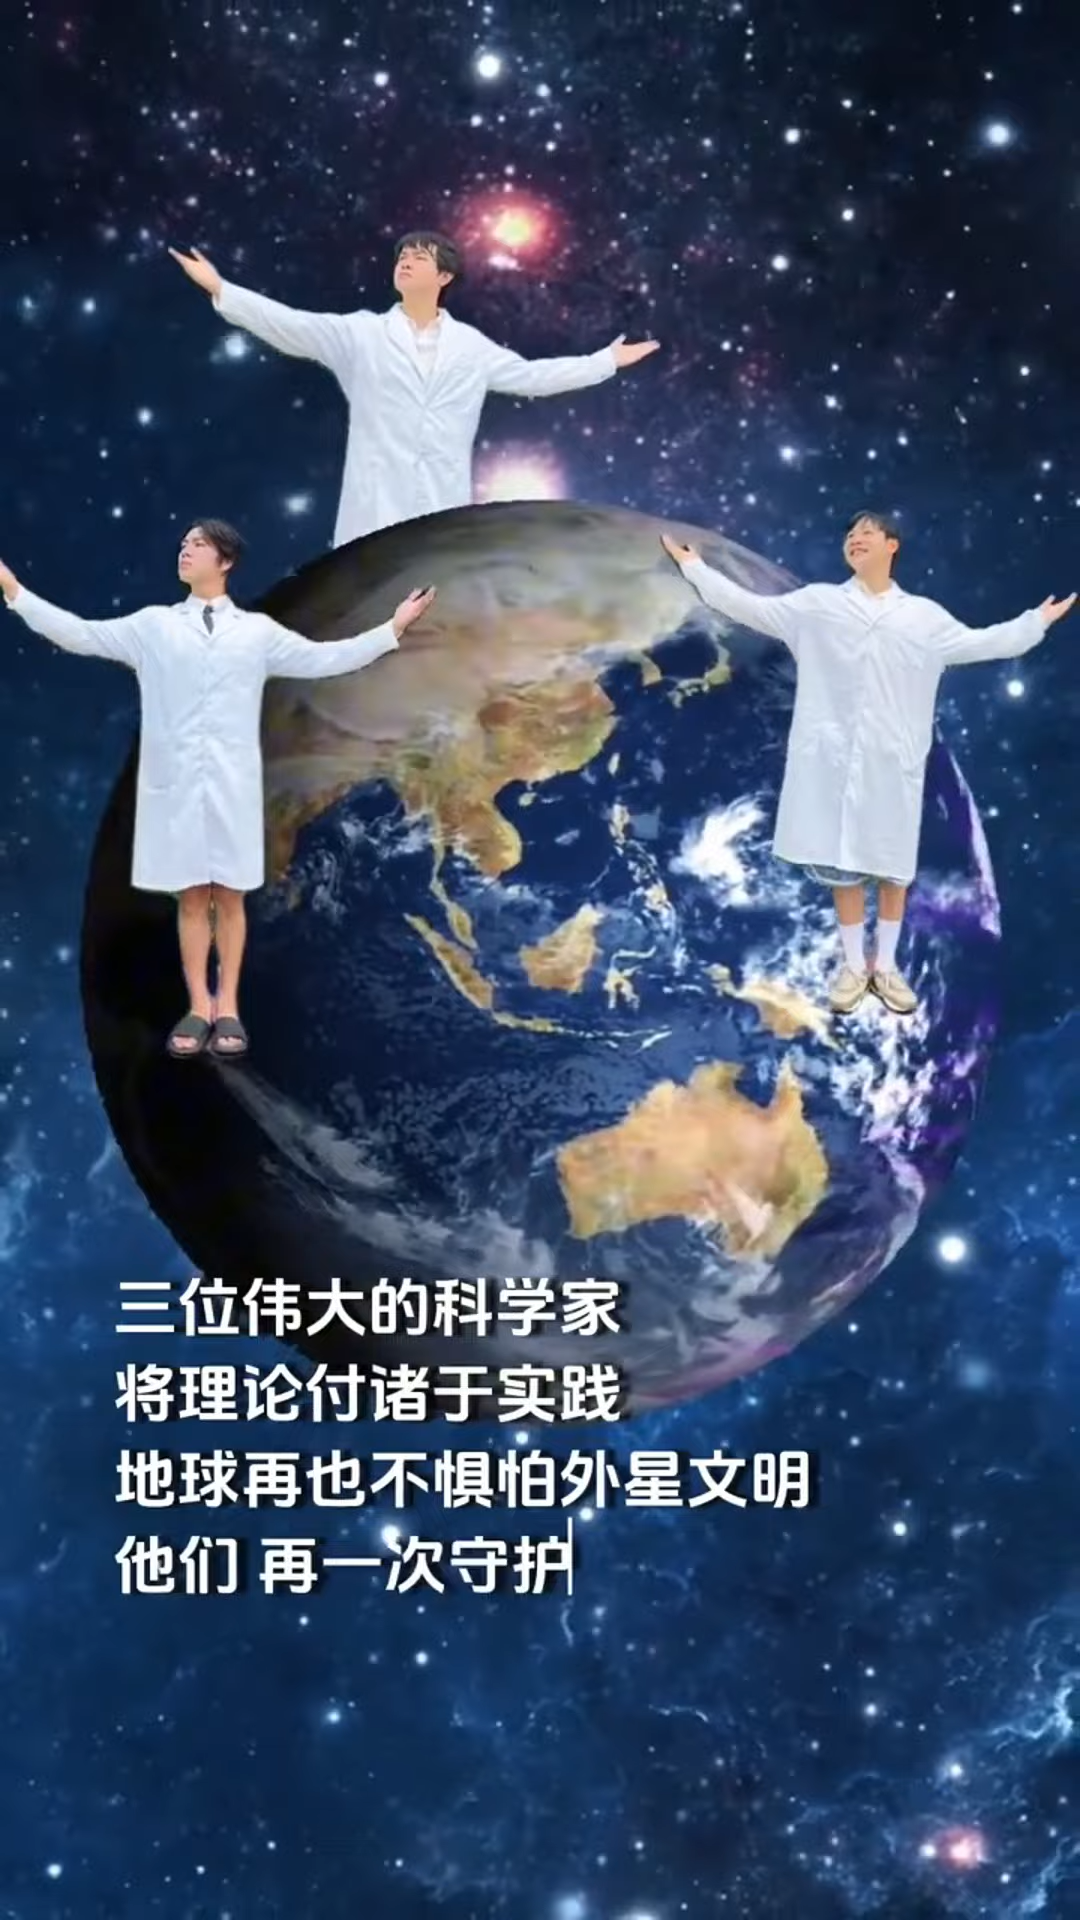 三位伟大的科学家
将理论付诸于实践
地球再也不惧怕外星文明
他们 再一次守护